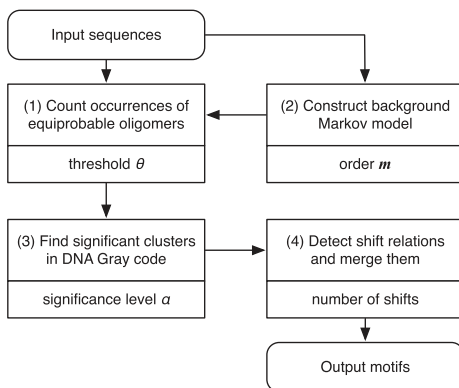 Input sequences
(1) Count occurrences of
equiprobable oligomers
threshold θ
(2) Construct background
Markov model
order m
(3) Find significant clusters
in DNA Gray code
significance level α
(4) Detect shift relations
and merge them
number of shifts
Output motifs